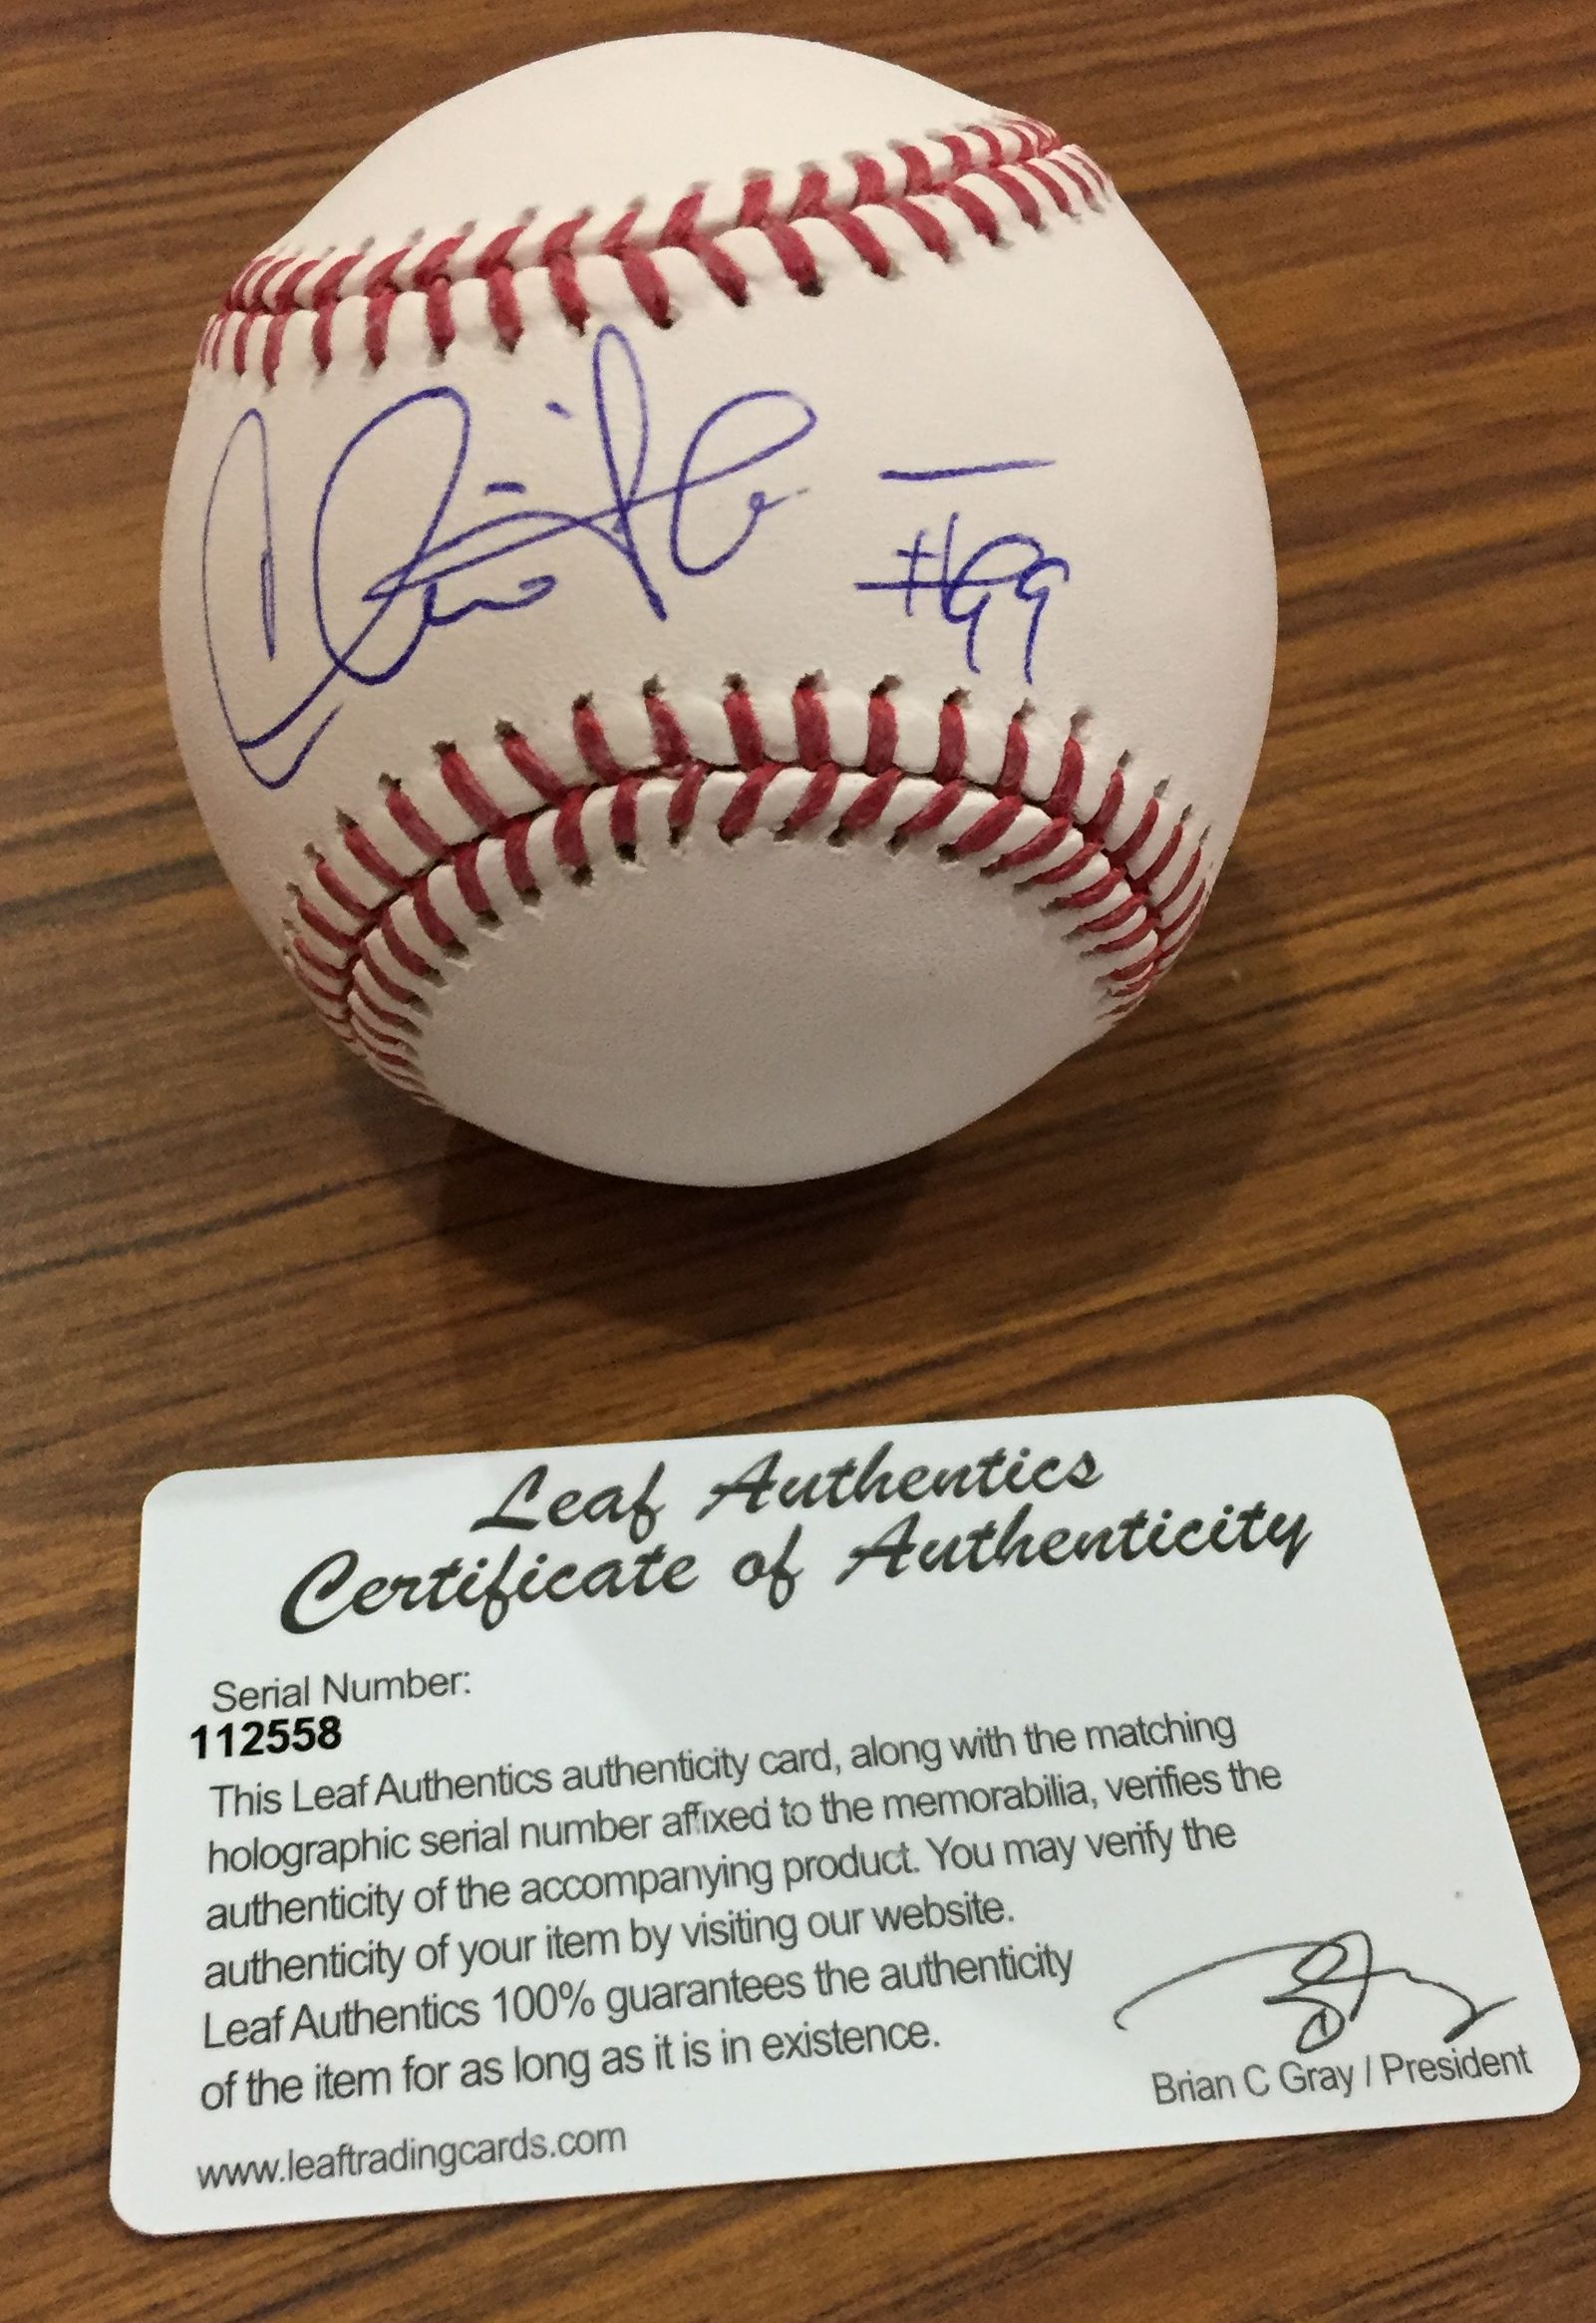 #99
Leaf Authentics
Certificate of Authenticity
Serial Number:
112558
This Leaf Authentics authenticity card, along with the matching
holographic serial number affixed to the memorabilia, verifies the
authenticity of the accompanying product. You may verify the
authenticity of your item by visiting our website.
Leaf Authentics 100% guarantees the authenticity
of the item for as long as it is in existence.
Brian C Gray / President
www.leaftradingcards.com